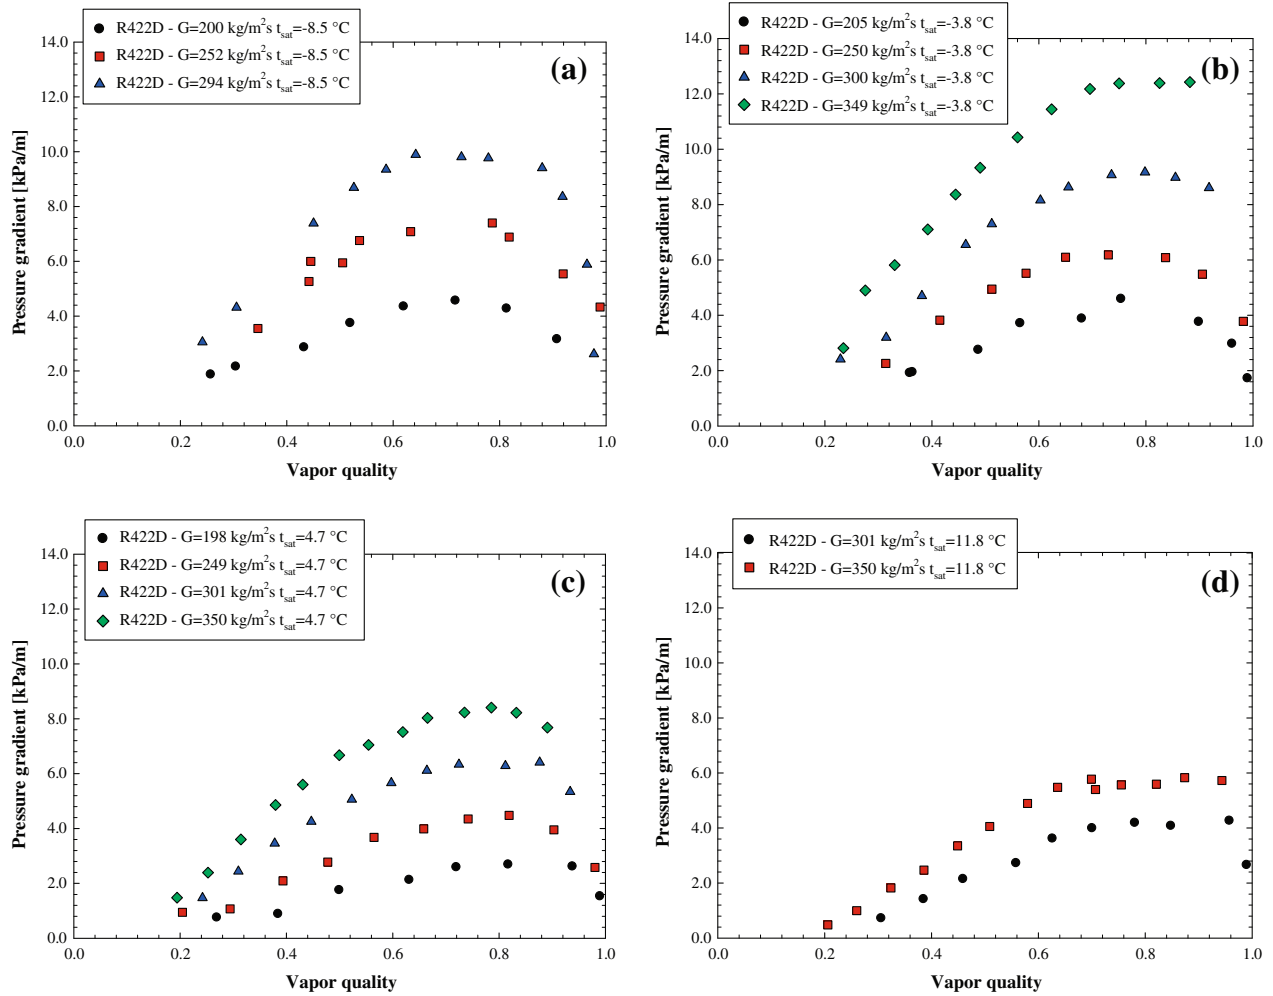 R422D - G=200 kg/m²s tsat=-8.5 °C
R422D - G=252 kg/m²s tsat=-8.5 °C
R422D - G=294 kg/m²s tsat=-8.5 °C
(a)
14.0
12.0
10.0
8.0
6.0
4.0
2.0
0.0
Pressure gradient [kPa/m]
0.0 0.2 0.4 0.6 0.8 1.0
Vapor quality
R422D - G=205 kg/m²s tsat=-3.8 °C
R422D - G=250 kg/m²s tsat=-3.8 °C
R422D - G=300 kg/m²s tsat=-3.8 °C
R422D - G=349 kg/m²s tsat=-3.8 °C
(b)
14.0
12.0
10.0
8.0
6.0
4.0
2.0
0.0
Pressure gradient [kPa/m]
0.0 0.2 0.4 0.6 0.8 1.0
Vapor quality
R422D - G=198 kg/m²s tsat=4.7 °C
R422D - G=249 kg/m²s tsat=4.7 °C
R422D - G=301 kg/m²s tsat=4.7 °C
R422D - G=350 kg/m²s tsat=4.7 °C
(c)
14.0
12.0
10.0
8.0
6.0
4.0
2.0
0.0
Pressure gradient [kPa/m]
0.0 0.2 0.4 0.6 0.8 1.0
Vapor quality
R422D - G=301 kg/m²s tsat=11.8 °C
R422D - G=350 kg/m²s tsat=11.8 °C
(d)
14.0
12.0
10.0
8.0
6.0
4.0
2.0
0.0
Pressure gradient [kPa/m]
0.0 0.2 0.4 0.6 0.8 1.0
Vapor quality